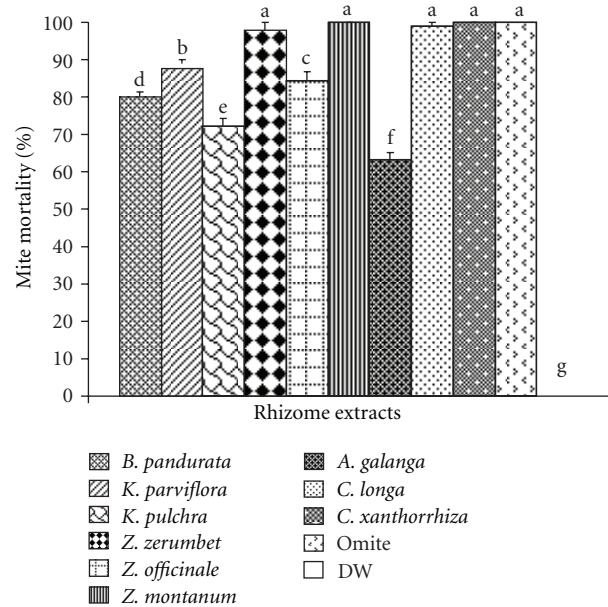 a a a a a
100
b
90
c
d
80
e
70
f
60
50
40
30
20
10
g
0
Mite mortality (%)
Rhizome extracts
B. pandurata
K. parviflora
K. pulchra
Z. zerumbet
Z. officinale
Z. montanum
A. galanga
C. longa
C. xanthorrhiza
Omite
DW